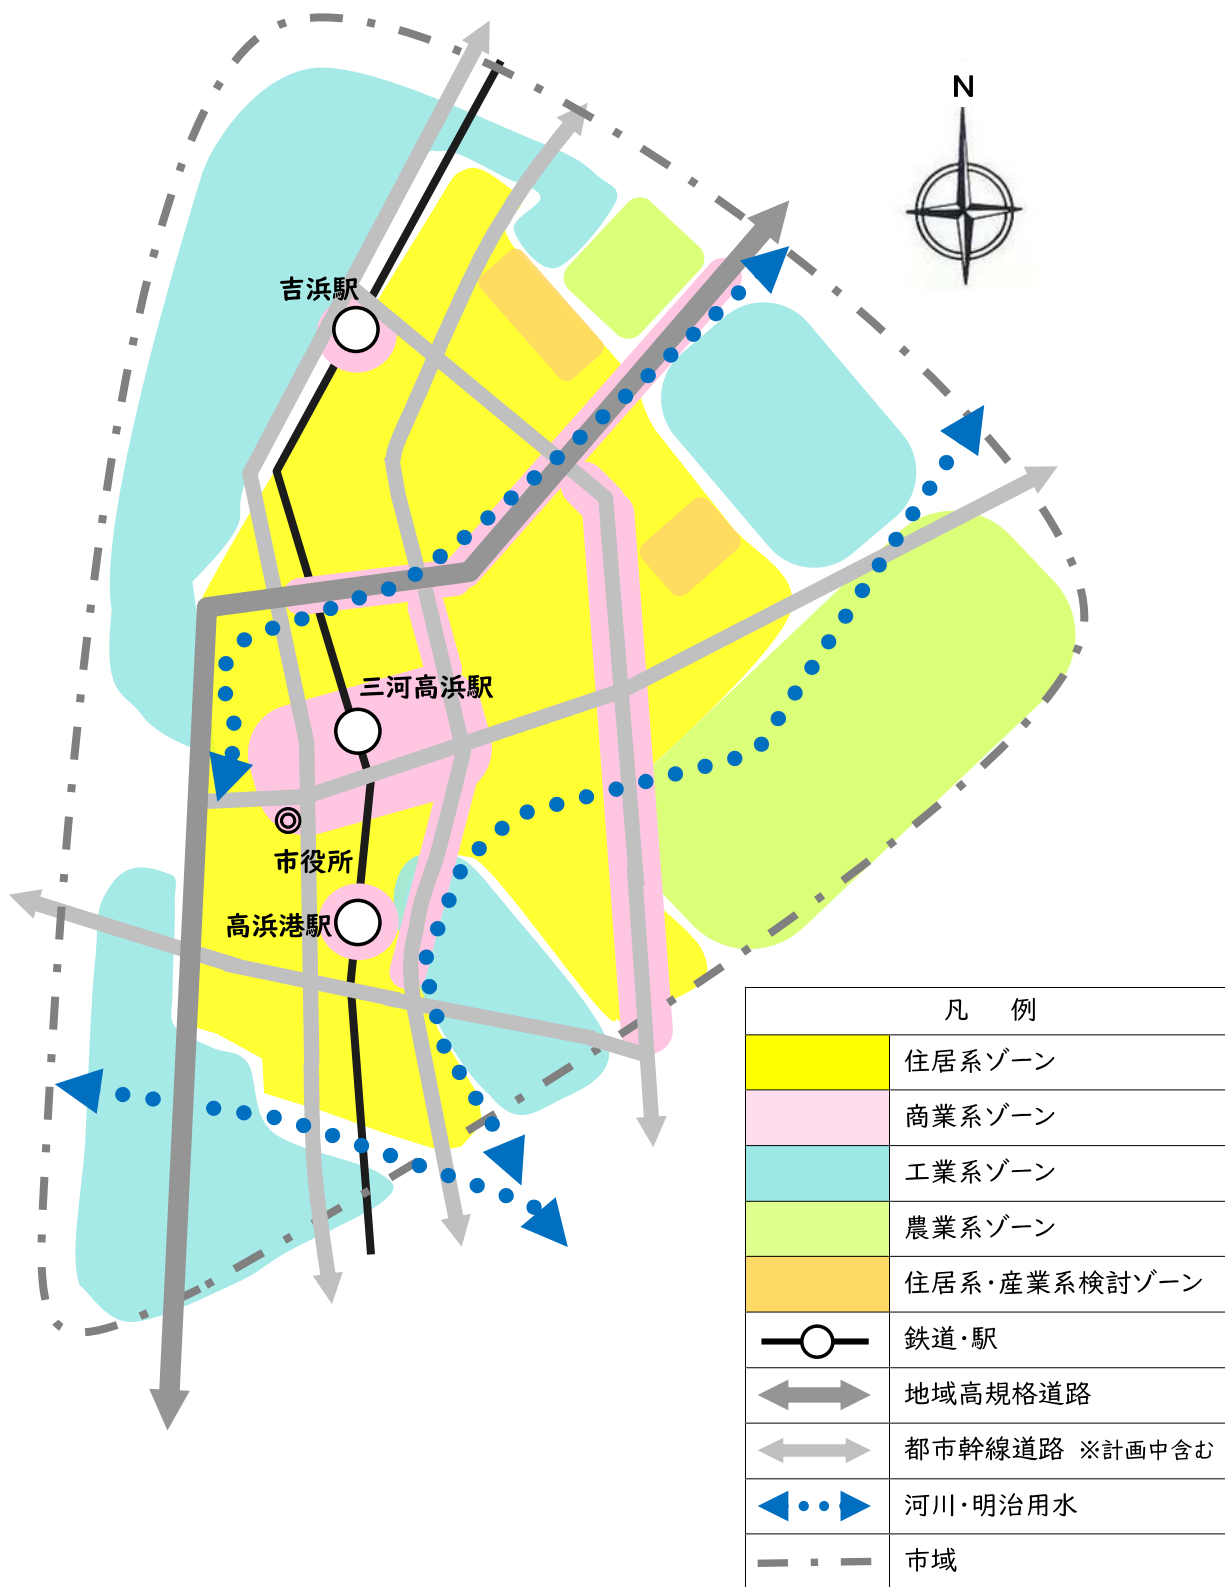 N
吉浜駅
三河高浜駅
市役所
高浜港駅
凡 例
住居系ゾーン
商業系ゾーン
工業系ゾーン
農業系ゾーン
住居系・産業系検討ゾーン
鉄道・駅
地域高規格道路
都市幹線道路 ※計画中含む
河川・明治用水
市域